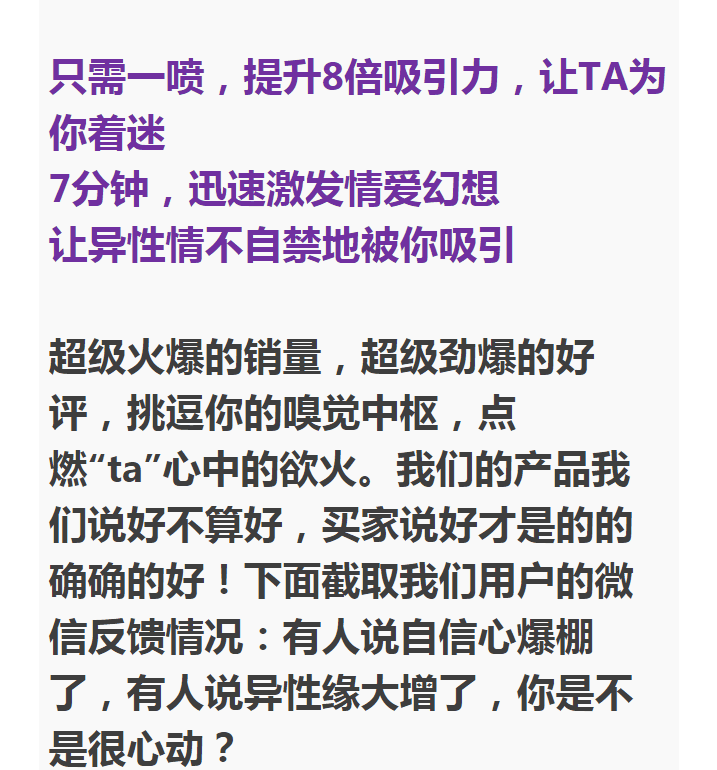 只需一喷，提升8倍吸引力，让TA为
你着迷
7分钟，迅速激发情爱幻想
让异性情不自禁地被你吸引
超级火爆的销量，超级劲爆的好
评，挑逗你的嗅觉中枢，点
燃“ta”心中的欲火。我们的产品我
们说好不算好，买家说好才是的的
确确的好！下面截取我们用户的微
信反馈情况：有人说自信心爆棚
了，有人说异性缘大增了，你是不
是很心动？